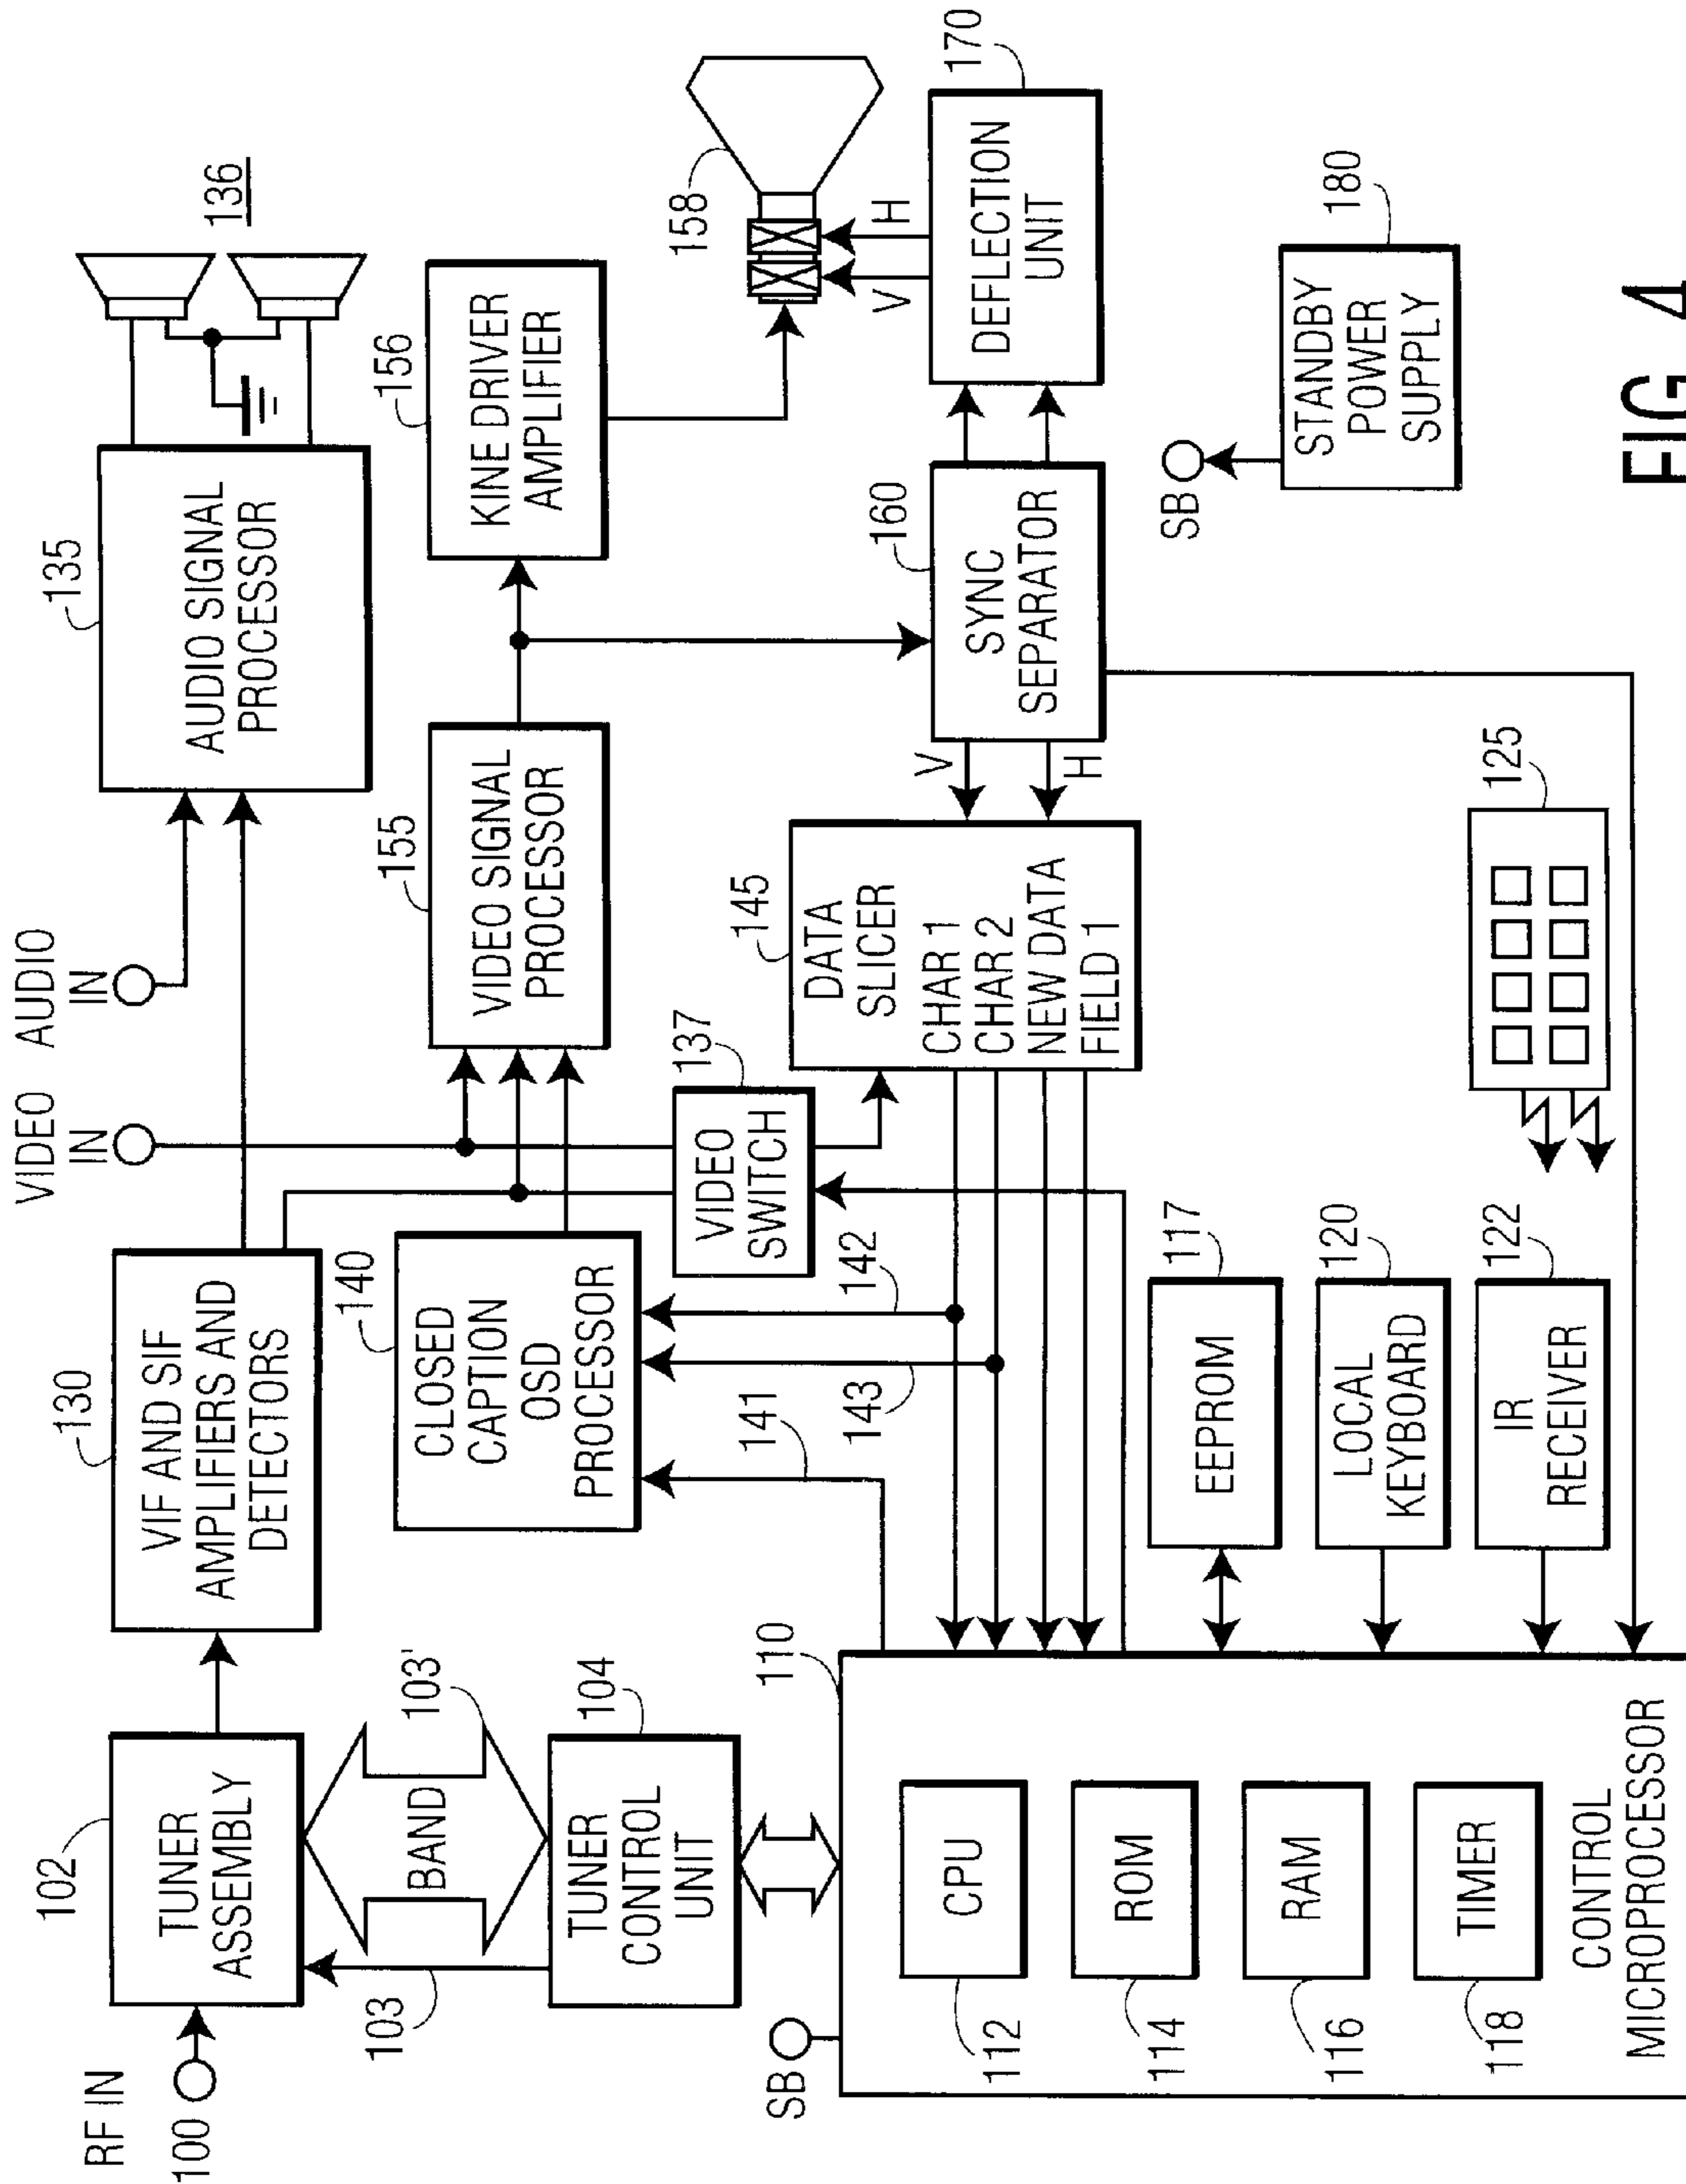 RF IN
100
102
TUNER
ASSEMBLY
103
BAND
103'
104
TUNER
CONTROL
UNIT
130
VIF AND SIF
AMPLIFIERS AND
DETECTORS
VIDEO
IN
AUDIO
IN
135
AUDIO SIGNAL
PROCESSOR
136
140
CLOSED
CAPTION
OSD
PROCESSOR
155
VIDEO SIGNAL
PROCESSOR
156
KINE DRIVER
AMPLIFIER
158
137
VIDEO
SWITCH
141
143
142
145
DATA
SLICER
CHAR 1
CHAR 2
NEW DATA
FIELD 1
V
H
160
SYNC
SEPARATOR
V
H
170
DEFLECTION
UNIT
SB
110
112
CPU
114
ROM
116
RAM
118
TIMER
CONTROL
MICROPROCESSOR
117
EEPROM
120
LOCAL
KEYBOARD
122
IR
RECEIVER
125
SB
180
STANDBY
POWER
SUPPLY
FIG. 4